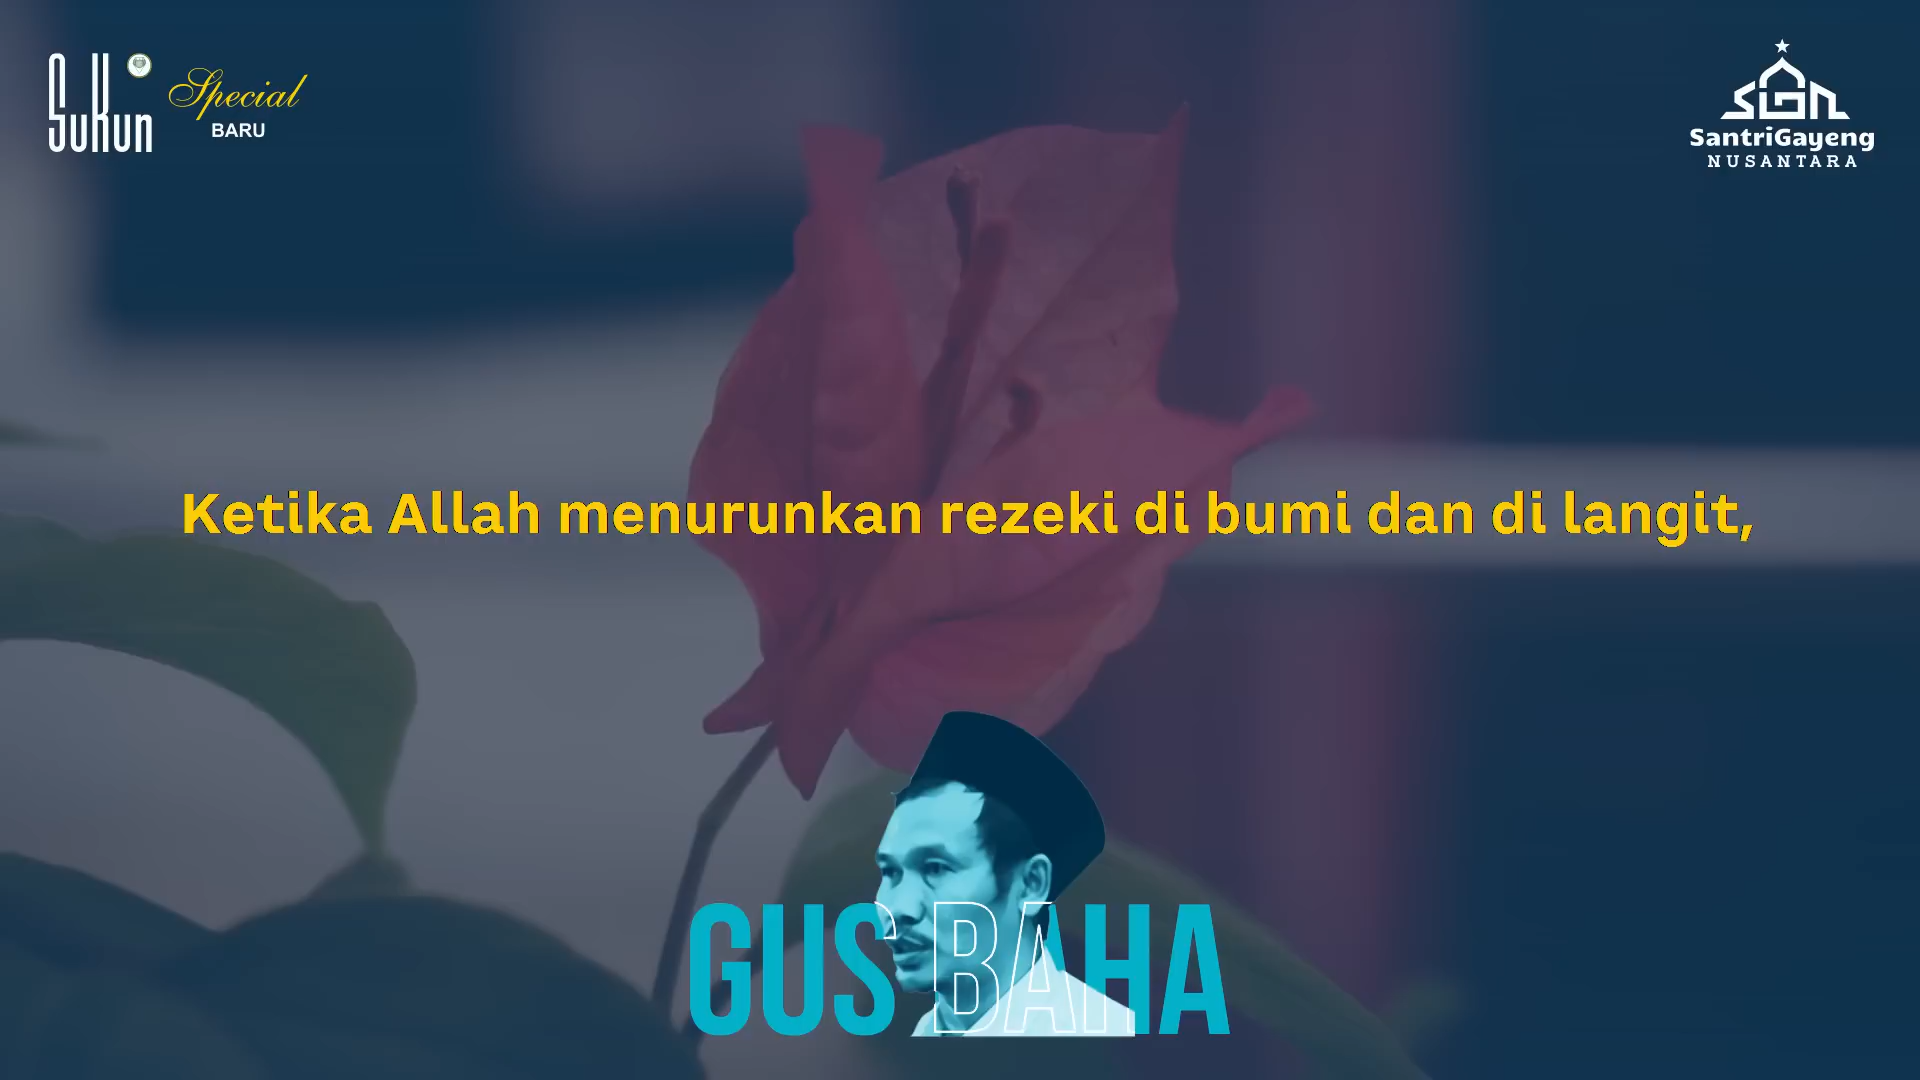 SuKun
Special
BARU
SGN
SantriGayeng
NUSANTARA
Ketika Allah menurunkan rezeki di bumi dan di langit,
GUS BAHA